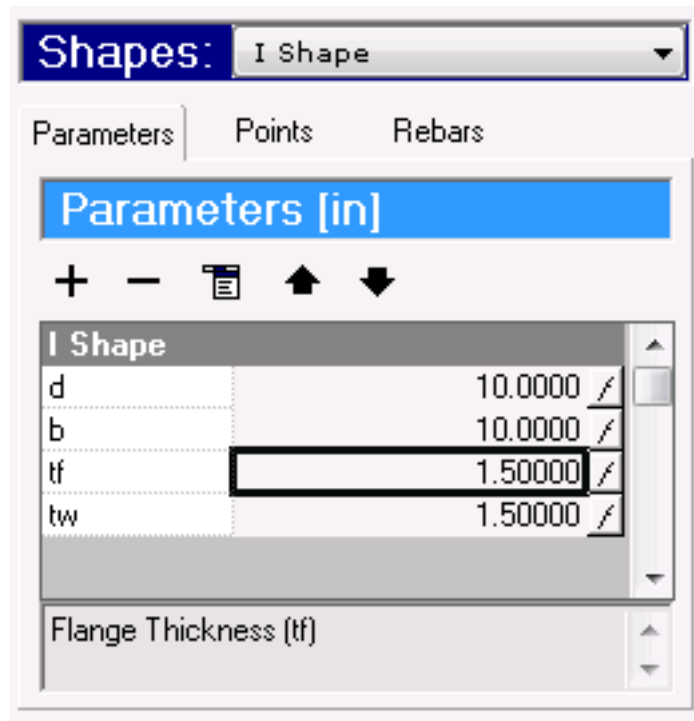 Shapes: I Shape
Parameters Points Rebars
Parameters [in]
I Shape
d 10.0000 f
b 10.0000 f
tf 1.50000 f
tw 1.50000 f
Flange Thickness (tf)